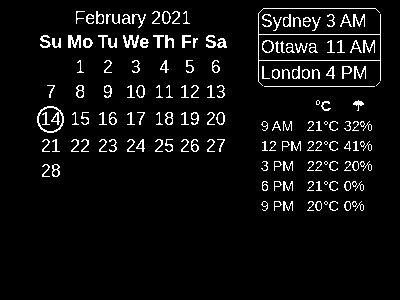 February 2021
Su Mo Tu We Th Fr Sa
1 2 3 4 5 6
7 8 9 10 11 12 13
14 15 16 17 18 19 20
21 22 23 24 25 26 27
28
Sydney 3 AM
Ottawa 11 AM
London 4 PM
°C ☂
9 AM 21°C 32%
12 PM 22°C 41%
3 PM 22°C 20%
6 PM 21°C 0%
9 PM 20°C 0%